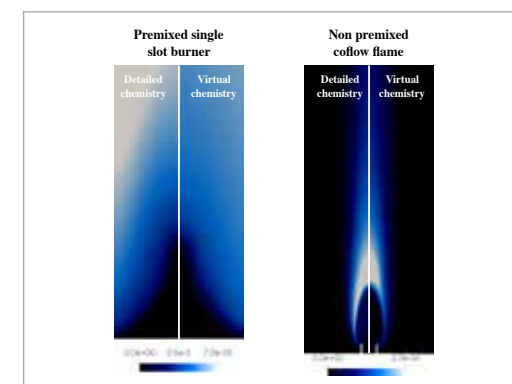 Premixed single
slot burner
Detailed
chemistry
Virtual
chemistry
Non premixed
coflow flame
Detailed
chemistry
Virtual
chemistry